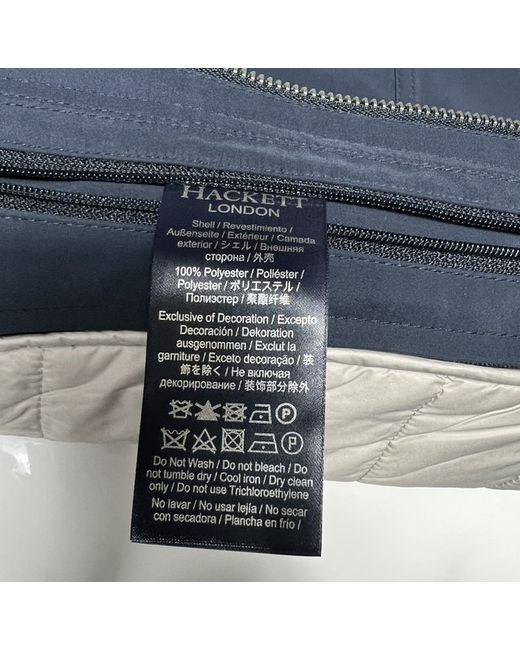 HACKETT
LONDON
Shell / Revestimiento /
Außenseite / Extérieur / Camada
exterior / シェル / Внешняя
сторона / 外壳
100% Polyester / Poliéster /
Polyester / ポリエステル /
Полиэстер / 聚酯纤维
Exclusive of Decoration / Excepto
Decoración / Dekoration
ausgenommen / Exclut la
garniture / Exceto decoração / 装
飾を除く / Не включая
декорирование / 装饰部分除外
P
P
Do Not Wash / Do not bleach / Do
not tumble dry / Cool iron / Dry clean
only / Do not use Trichloroethylene
No lavar / No usar lejía / No secar
con secadora / Plancha en frío /